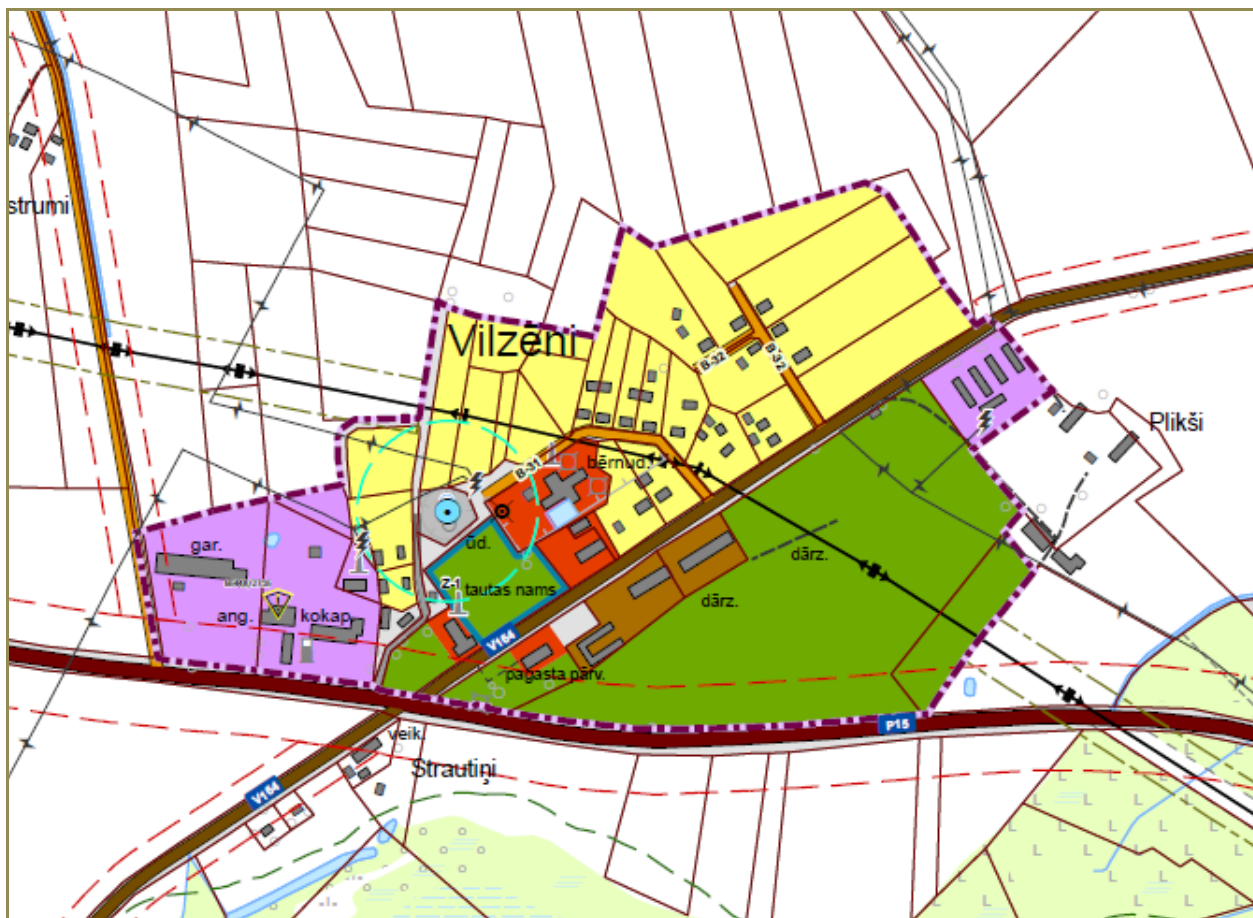 strumi
Vilzēni
B-32
B-32
Plikši
B-31
bērnud.
gar.
ūd.
dārz.
Z-1
tautas nams
dārz.
ang.
kokap.
V164
pagasta pārv.
P15
veik.
Strautiņi
V164